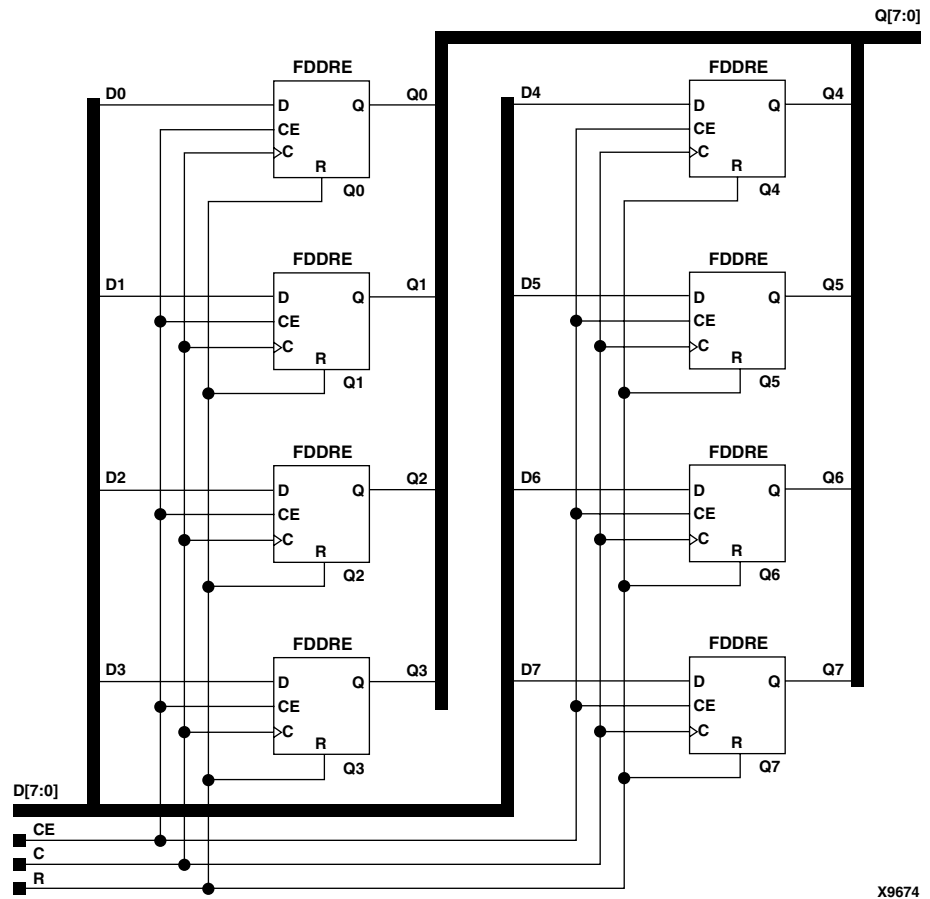 Q[7:0]
FDDRE
D0
D
Q
Q0
CE
C
R
Q0
FDDRE
D1
D
Q
Q1
CE
C
R
Q1
FDDRE
D2
D
Q
Q2
CE
C
R
Q2
FDDRE
D3
D
Q
Q3
CE
C
R
Q3
FDDRE
D4
D
Q
Q4
CE
C
R
Q4
FDDRE
D5
D
Q
Q5
CE
C
R
Q5
FDDRE
D6
D
Q
Q6
CE
C
R
Q6
FDDRE
D7
D
Q
Q7
CE
C
R
Q7
D[7:0]
CE
C
R
X9674